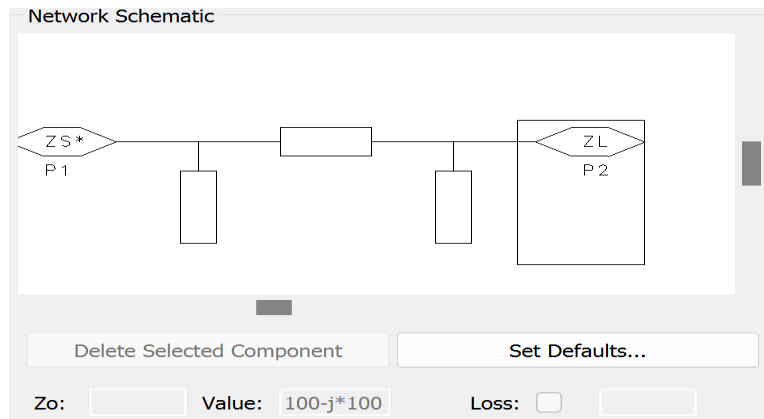 Network Schematic
ZS*
ZL
P1
P2
Delete Selected Component
Set Defaults...
Zo:
Value: 100-j*100
Loss: